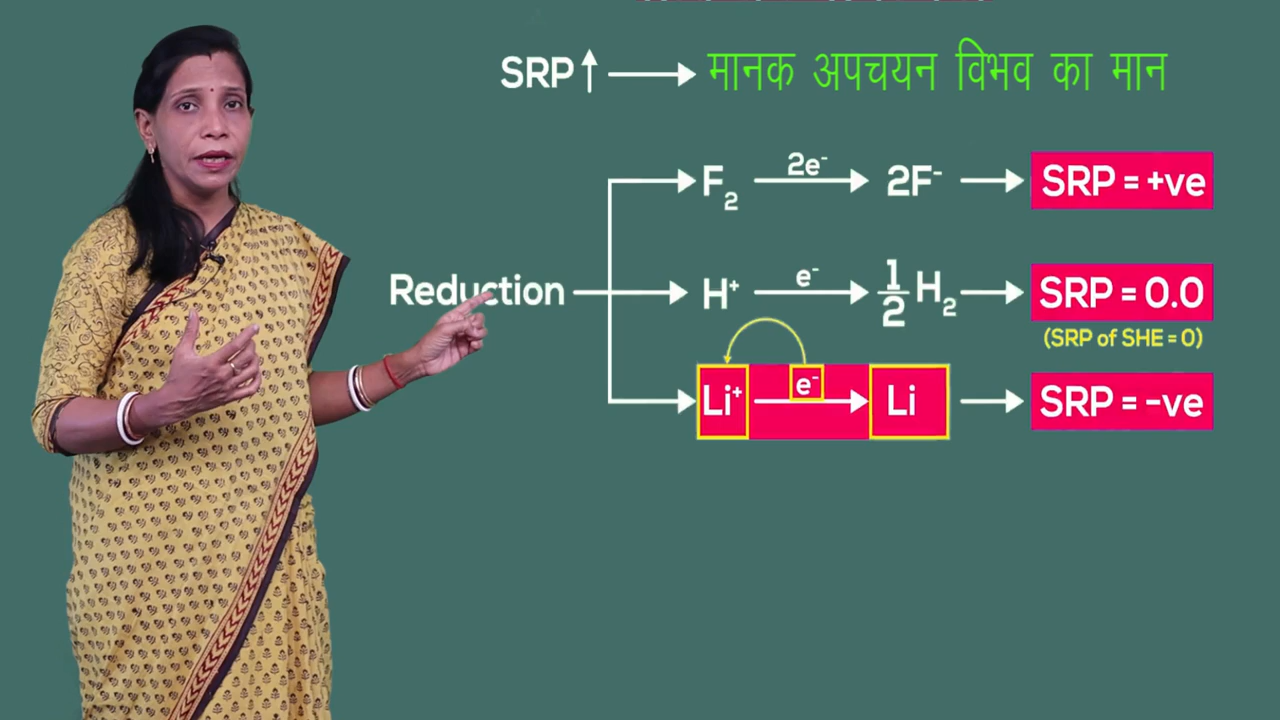 SRP↑ → मानक अपचयन विभव का मान
F₂ 2e⁻ → 2F⁻ → SRP = +ve
Reduction → H⁺ e⁻ → 1/2 H₂ → SRP = 0.0
(SRP of SHE = 0)
Li⁺ e⁻ → Li → SRP = -ve